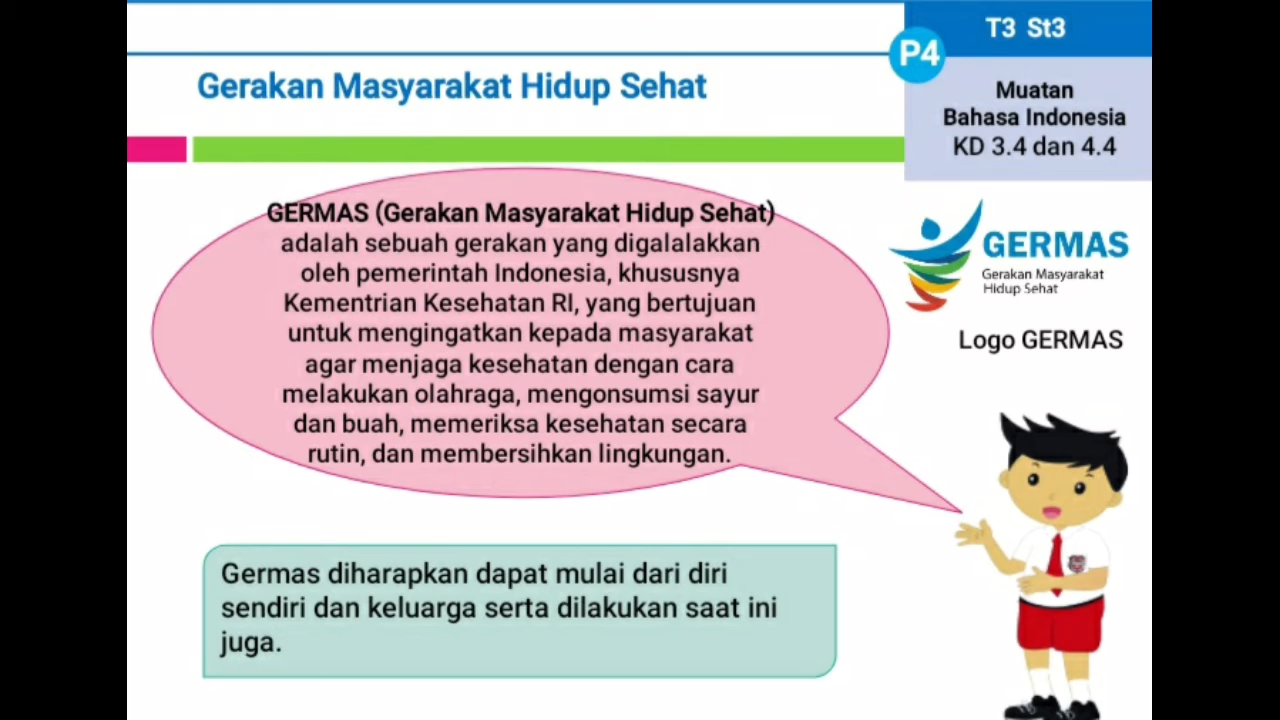 T3 St3
P4
Gerakan Masyarakat Hidup Sehat
Muatan
Bahasa Indonesia
KD 3.4 dan 4.4
GERMAS (Gerakan Masyarakat Hidup Sehat)
adalah sebuah gerakan yang digalalakkan
oleh pemerintah Indonesia, khususnya
Kementrian Kesehatan RI, yang bertujuan
untuk mengingatkan kepada masyarakat
agar menjaga kesehatan dengan cara
melakukan olahraga, mengonsumsi sayur
dan buah, memeriksa kesehatan secara
rutin, dan membersihkan lingkungan.
GERMAS
Gerakan Masyarakat
Hidup Sehat
Logo GERMAS
Germas diharapkan dapat mulai dari diri
sendiri dan keluarga serta dilakukan saat ini
juga.